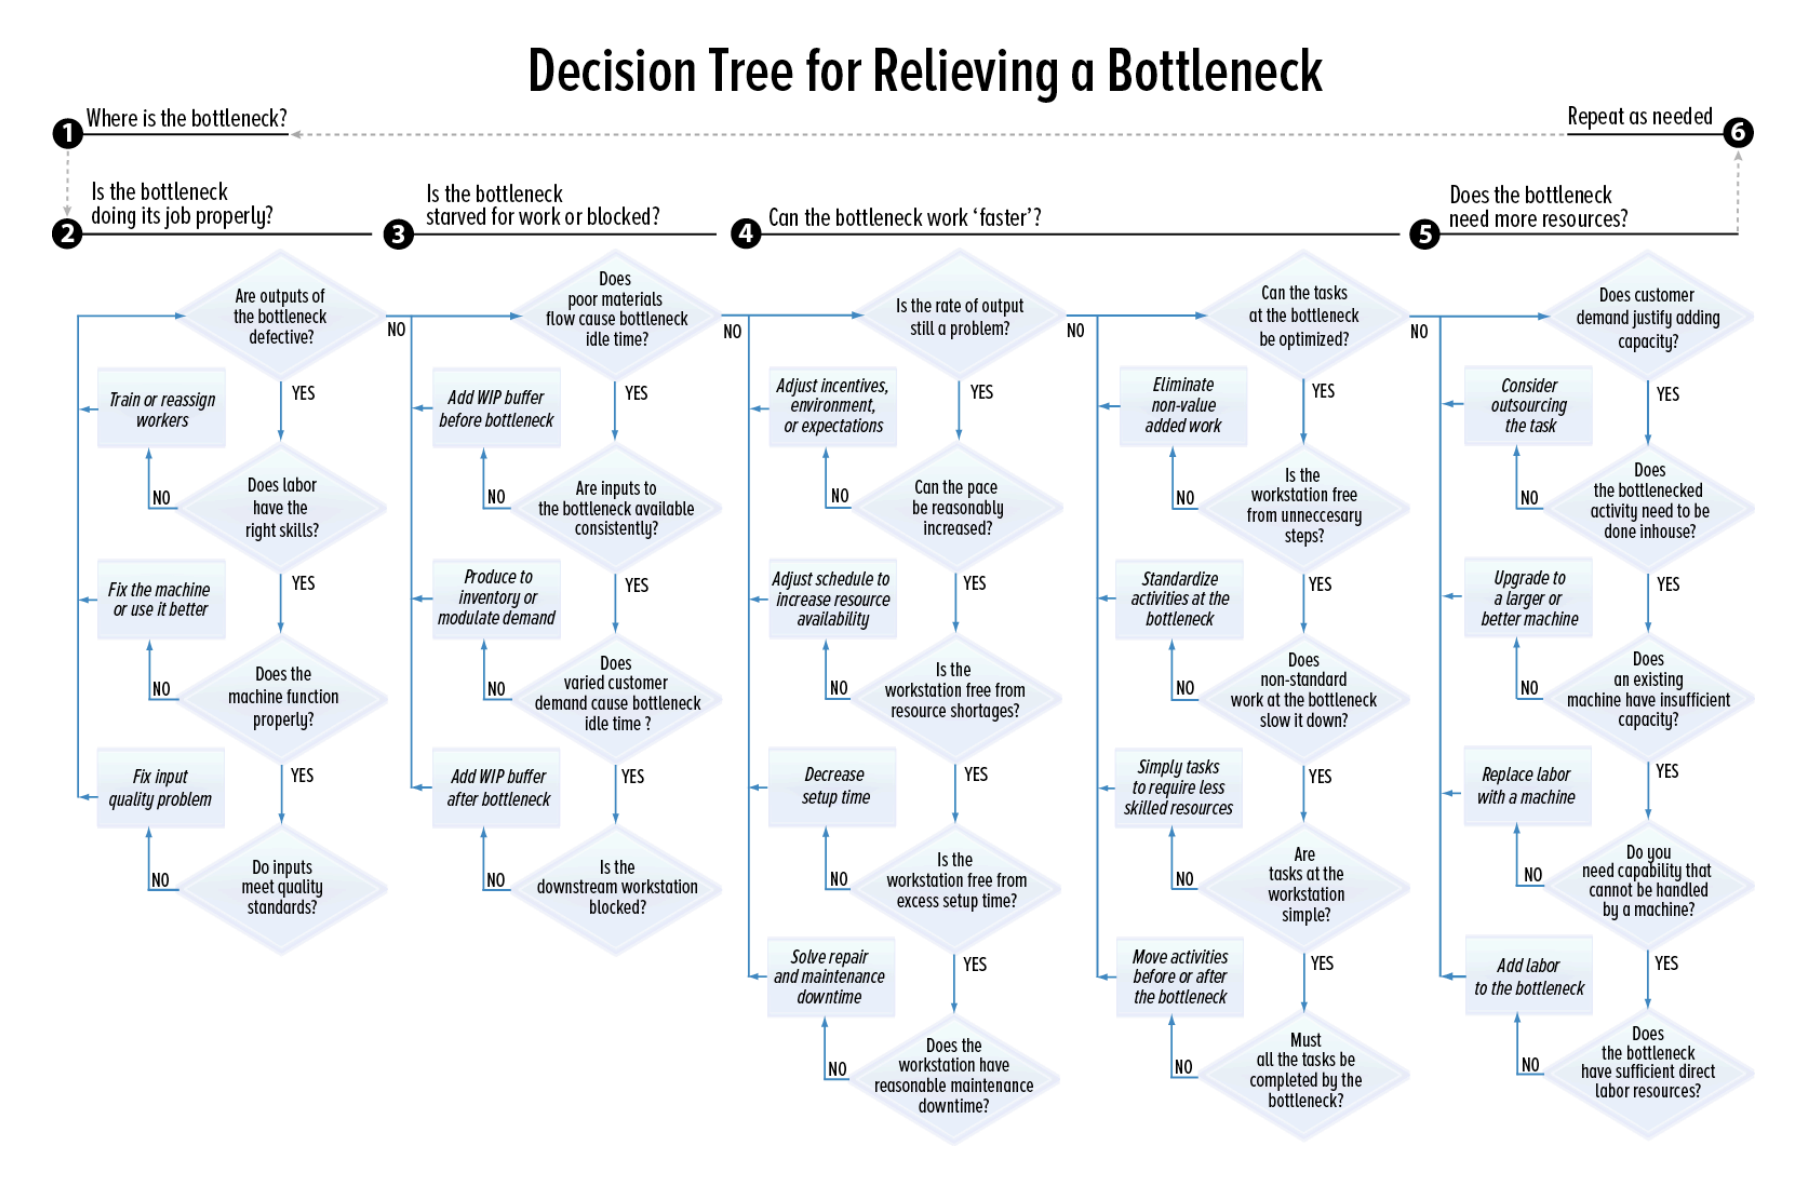 Decision Tree for Relieving a Bottleneck
1
Where is the bottleneck?
Repeat as needed
6
2
Is the bottleneck
doing its job properly?
3
Is the bottleneck
starved for work or blocked?
4
Can the bottleneck work ‘faster’?
5
Does the bottleneck
need more resources?
Are outputs of
the bottleneck
defective?
NO
YES
Train or reassign
workers
NO
Does labor
have the
right skills?
YES
Fix the machine
or use it better
NO
Does the
machine function
properly?
YES
Fix input
quality problem
NO
Do inputs
meet quality
standards?
Does
poor materials
flow cause bottleneck
idle time?
NO
YES
Add WIP buffer
before bottleneck
NO
Are inputs to
the bottleneck available
consistently?
YES
Produce to
inventory or
modulate demand
NO
Does
varied customer
demand cause bottleneck
idle time ?
YES
Add WIP buffer
after bottleneck
NO
Is the
downstream workstation
blocked?
Is the rate of output
still a problem?
NO
YES
Adjust incentives,
environment,
or expectations
NO
Can the pace
be reasonably
increased?
YES
Adjust schedule to
increase resource
availability
NO
Is the
workstation free from
resource shortages?
YES
Decrease
setup time
NO
Is the
workstation free from
excess setup time?
YES
Solve repair
and maintenance
downtime
NO
Does the
workstation have
reasonable maintenance
downtime?
Can the tasks
at the bottleneck
be optimized?
NO
YES
Eliminate
non-value
added work
NO
Is the
workstation free
from unneccesary
steps?
YES
Standardize
activities at the
bottleneck
NO
Does
non-standard
work at the bottleneck
slow it down?
YES
Simply tasks
to require less
skilled resources
NO
Are
tasks at the
workstation
simple?
YES
Move activities
before or after
the bottleneck
NO
Must
all the tasks be
completed by the
bottleneck?
Does customer
demand justify adding
capacity?
YES
Consider
outsourcing
the task
NO
Does
the bottlenecked
activity need to be
done inhouse?
YES
Upgrade to
a larger or
better machine
NO
Does
an existing
machine have insufficient
capacity?
YES
Replace labor
with a machine
NO
Do you
need capability that
cannot be handled
by a machine?
YES
Add labor
to the bottleneck
NO
Does
the bottleneck
have sufficient direct
labor resources?